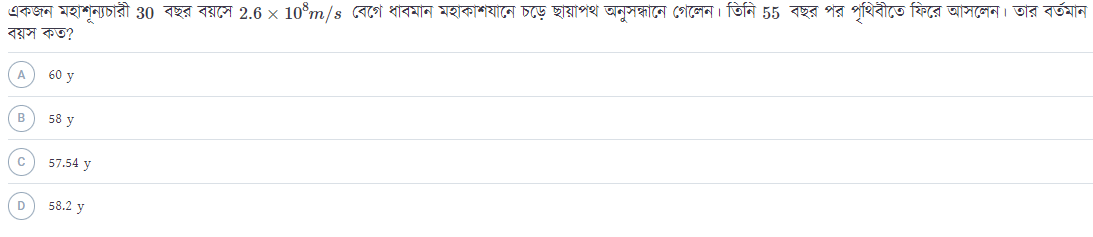 একজন মহাশূন্যচারী 30 বছর বয়সে 2.6 × 10⁸m/s বেগে ধাবমান মহাকাশযানে চড়ে ছায়াপথ অনুসন্ধানে গেলেন। তিনি 55 বছর পর পৃথিবীতে ফিরে আসলেন। তার বর্তমান
বয়স কত?
A 60 y
B 58 y
C 57.54 y
D 58.2 y